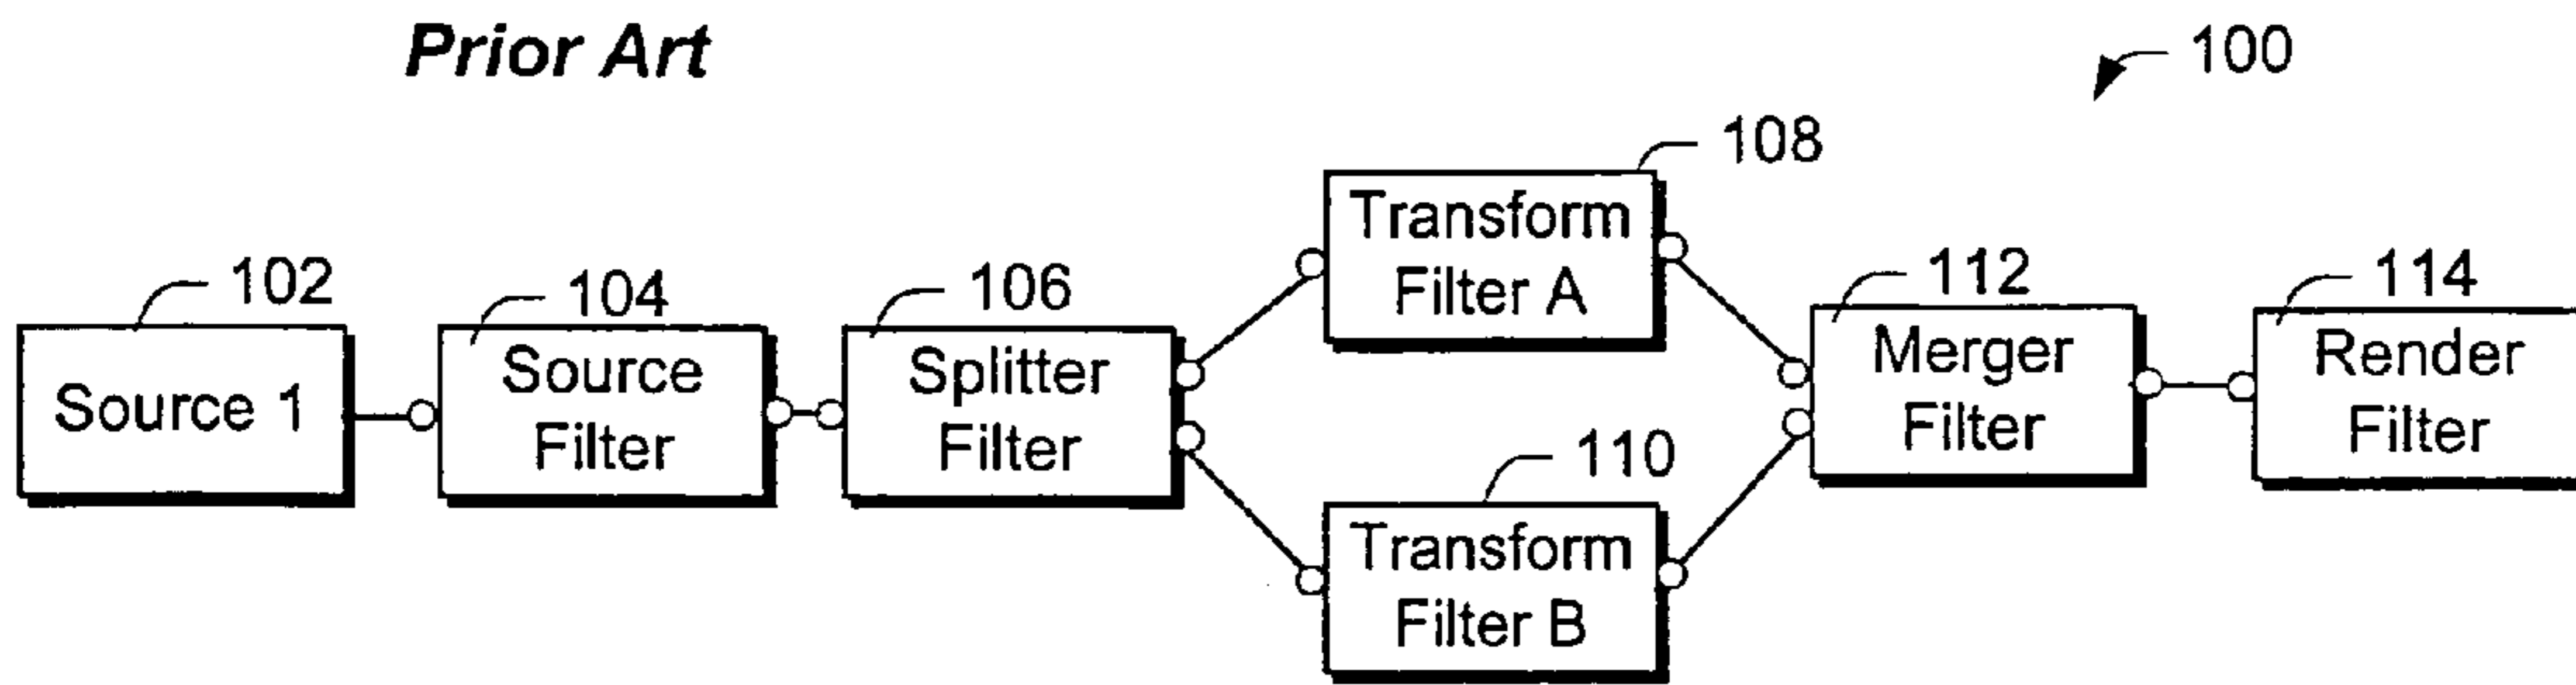 Prior Art
100
108
Transform
Filter A
102
104
106
112
114
Source 1
Source
Filter
Splitter
Filter
Merger
Filter
Render
Filter
110
Transform
Filter B